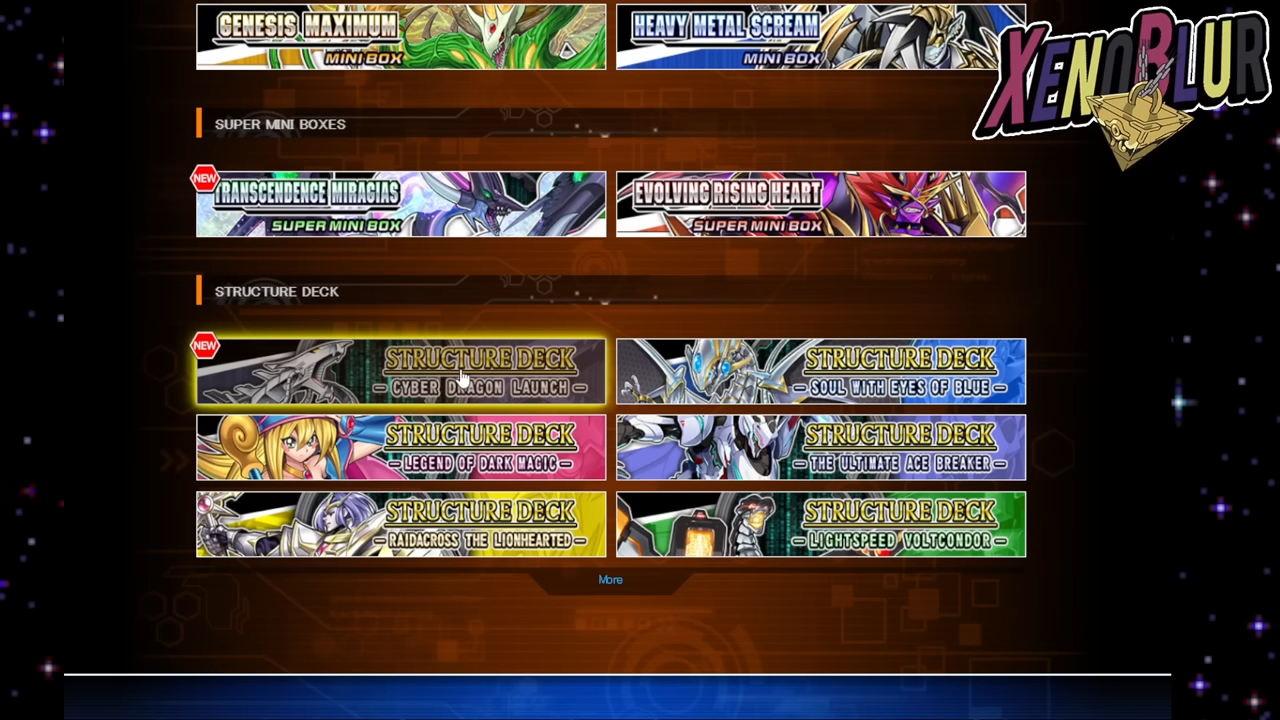 GENESIS MAXIMUM
MINI BOX
HEAVY METAL SCREAM
MINI BOX
XENOBLUR
SUPER MINI BOXES
NEW
TRANSCENDENCE MIRAGIAS
SUPER MINI BOX
EVOLVING RISING HEART
SUPER MINI BOX
STRUCTURE DECK
NEW
STRUCTURE DECK
– CYBER DRAGON LAUNCH –
STRUCTURE DECK
– SOUL WITH EYES OF BLUE –
STRUCTURE DECK
– LEGEND OF DARK MAGIC –
STRUCTURE DECK
– THE ULTIMATE ACE BREAKER –
STRUCTURE DECK
– RAIDACROSS THE LIONHEARTED –
STRUCTURE DECK
– LIGHTSPEED VOLTCONDOR –
More